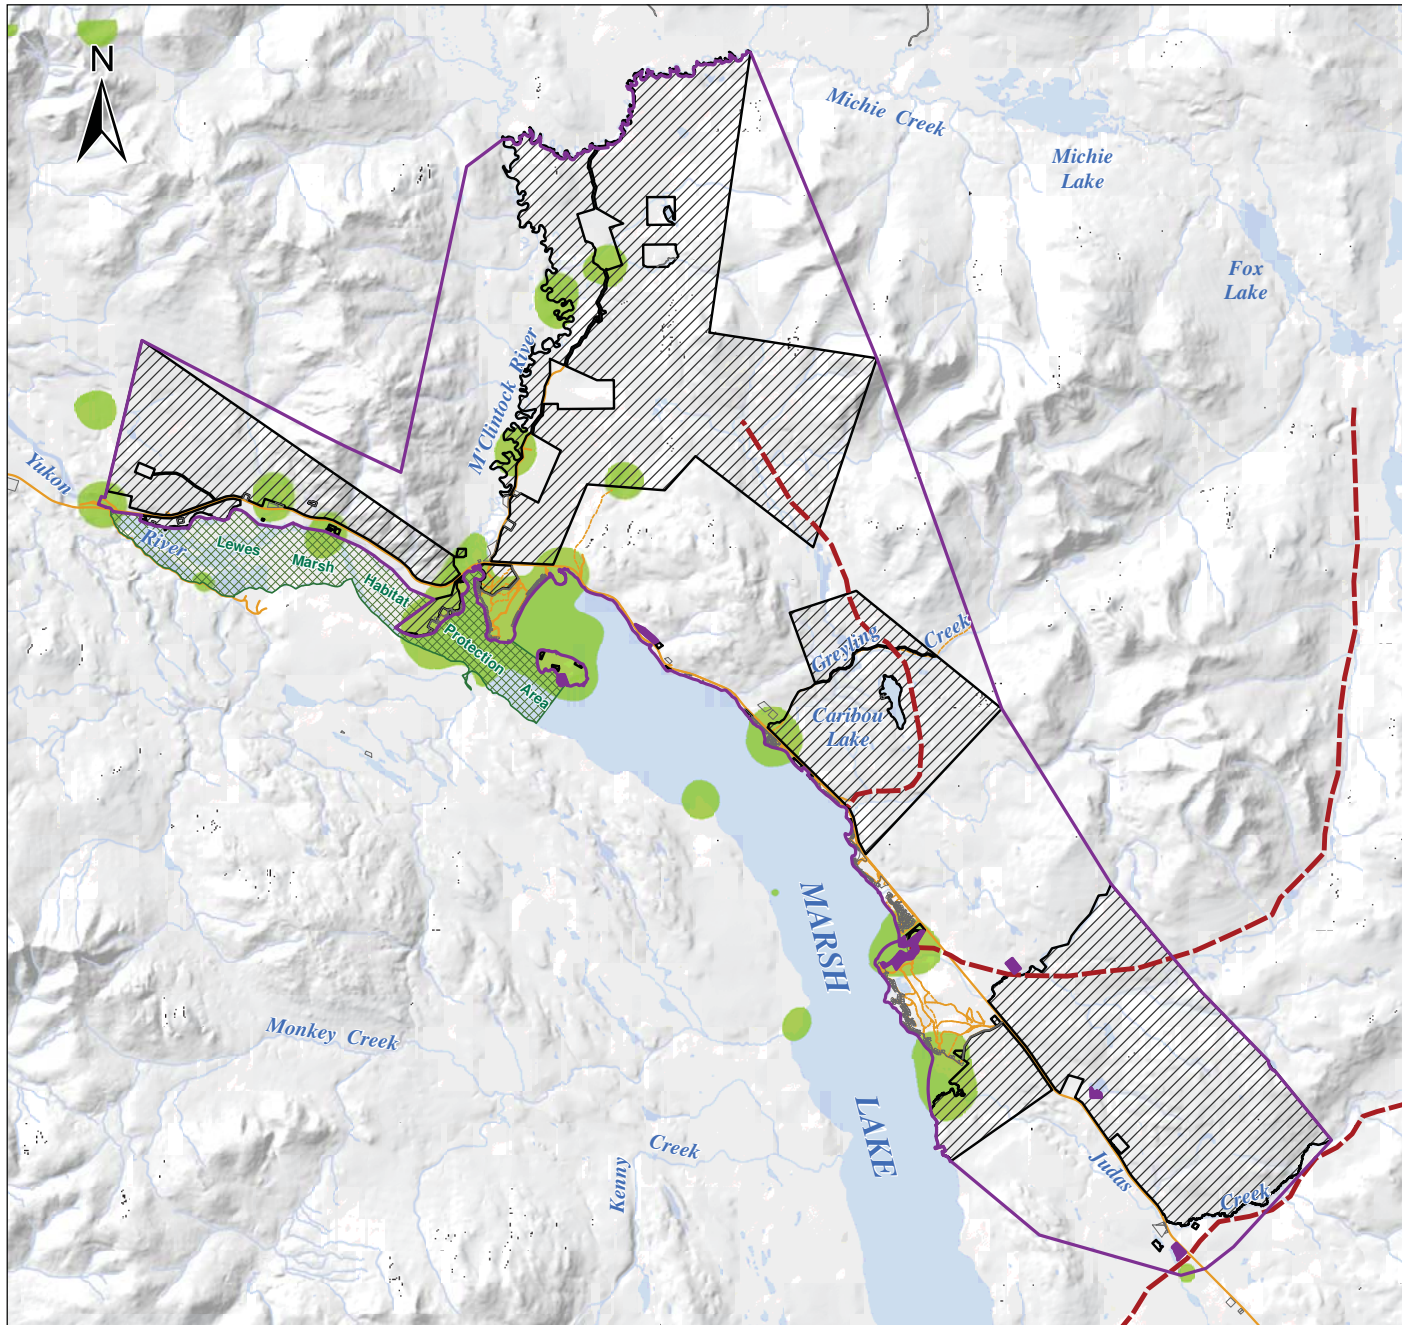 N
Michie Creek
Michie
Lake
Fox
Lake
M'Clintock River
Yukon
River
Lewes
Marsh
Habitat
Protection
Area
Greyling
Creek
Caribou
Lake
MARSH
LAKE
Monkey Creek
Kenny
Creek
Judas
Creek